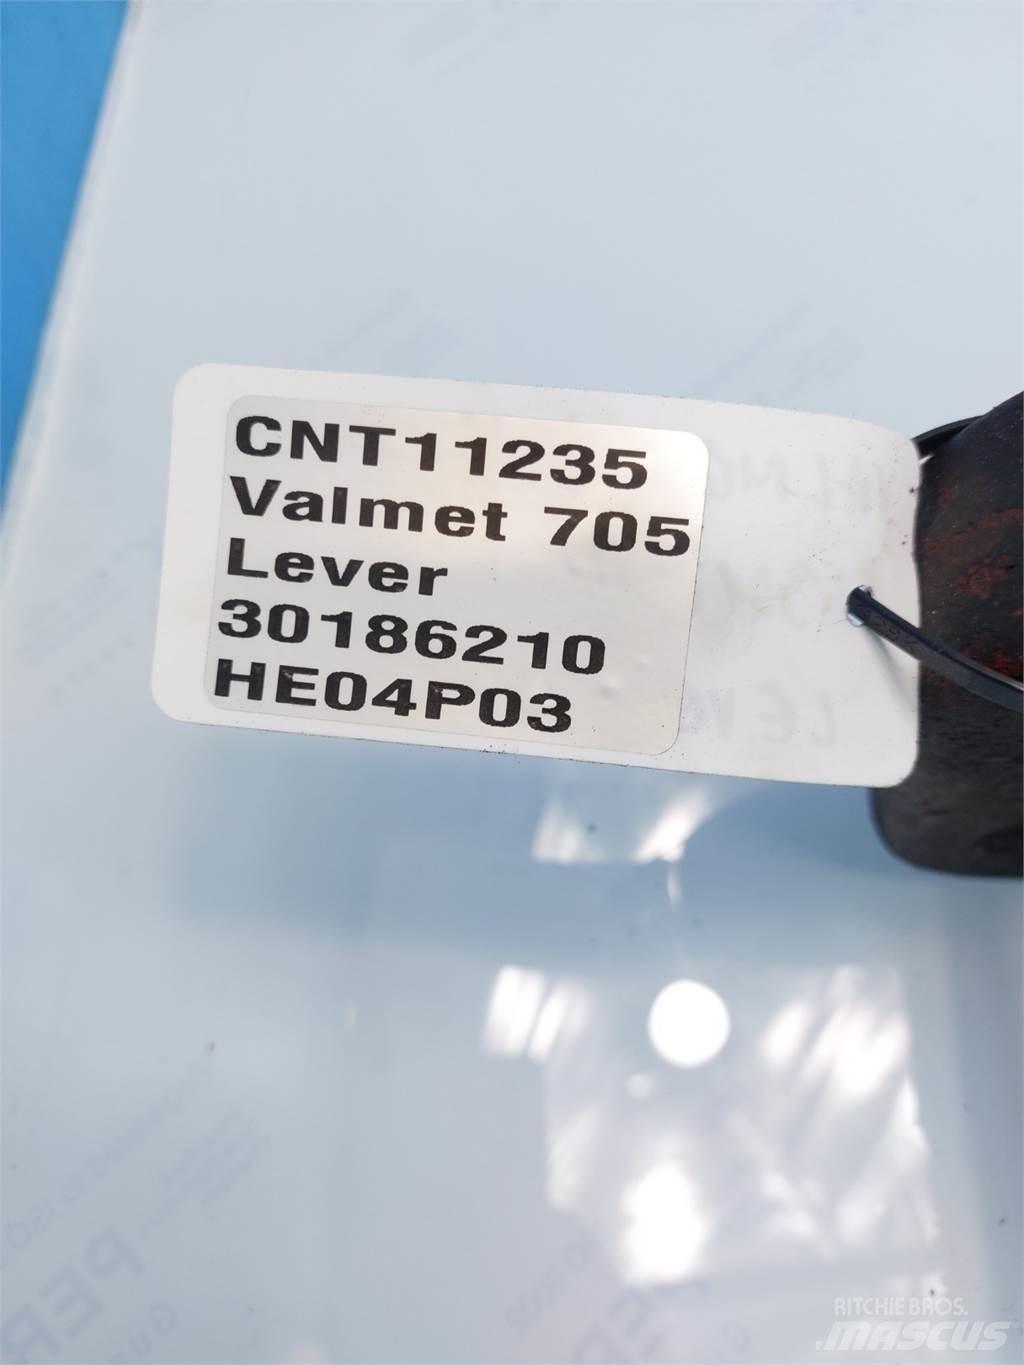 CNT11235
Valmet 705
Lever
30186210
HE04P03
RITCHIE BROS.
MASCUS